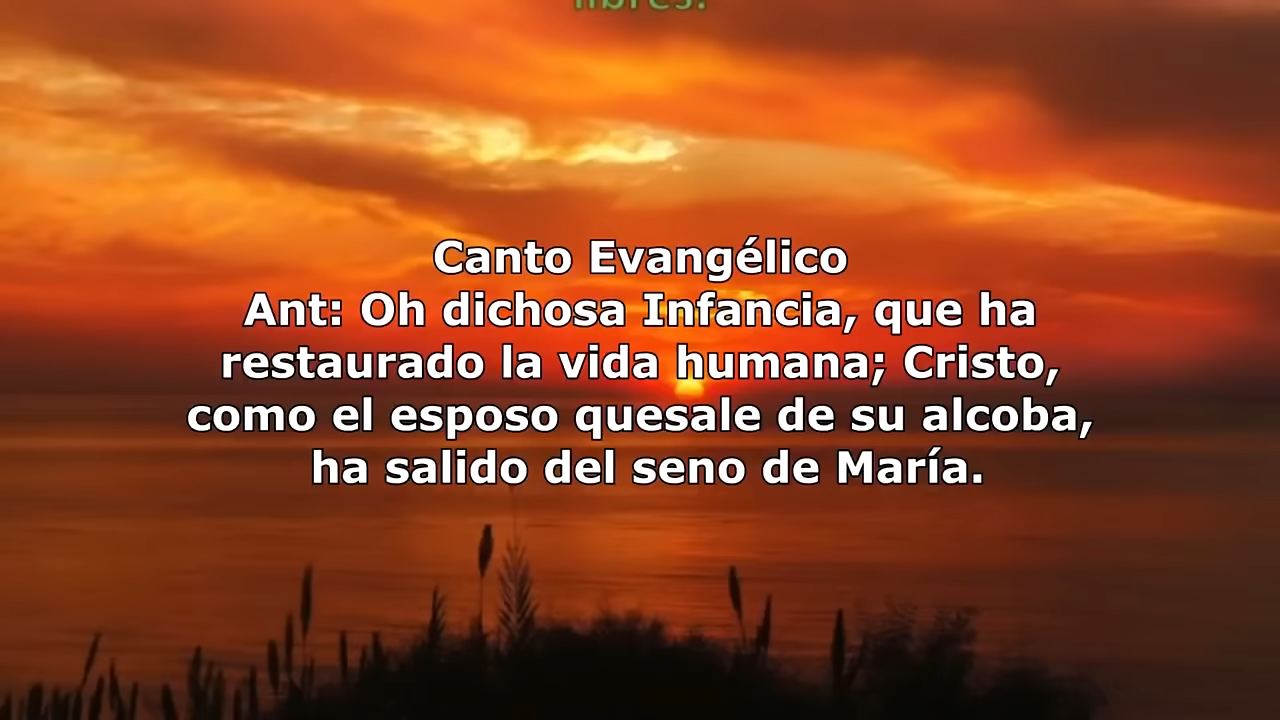 libres.
Canto Evangélico
Ant: Oh dichosa Infancia, que ha
restaurado la vida humana; Cristo,
como el esposo quesale de su alcoba,
ha salido del seno de María.